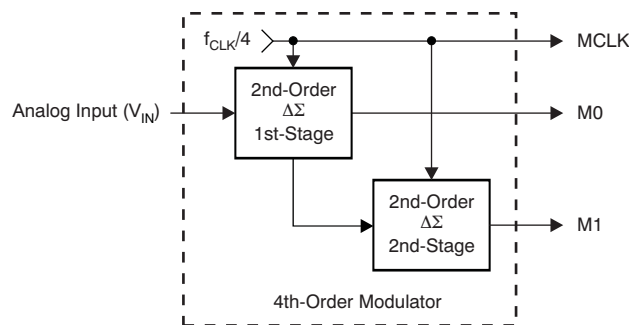 f_CLK/4
MCLK
2nd-Order
ΔΣ
1st-Stage
Analog Input (V_IN)
M0
2nd-Order
ΔΣ
2nd-Stage
M1
4th-Order Modulator